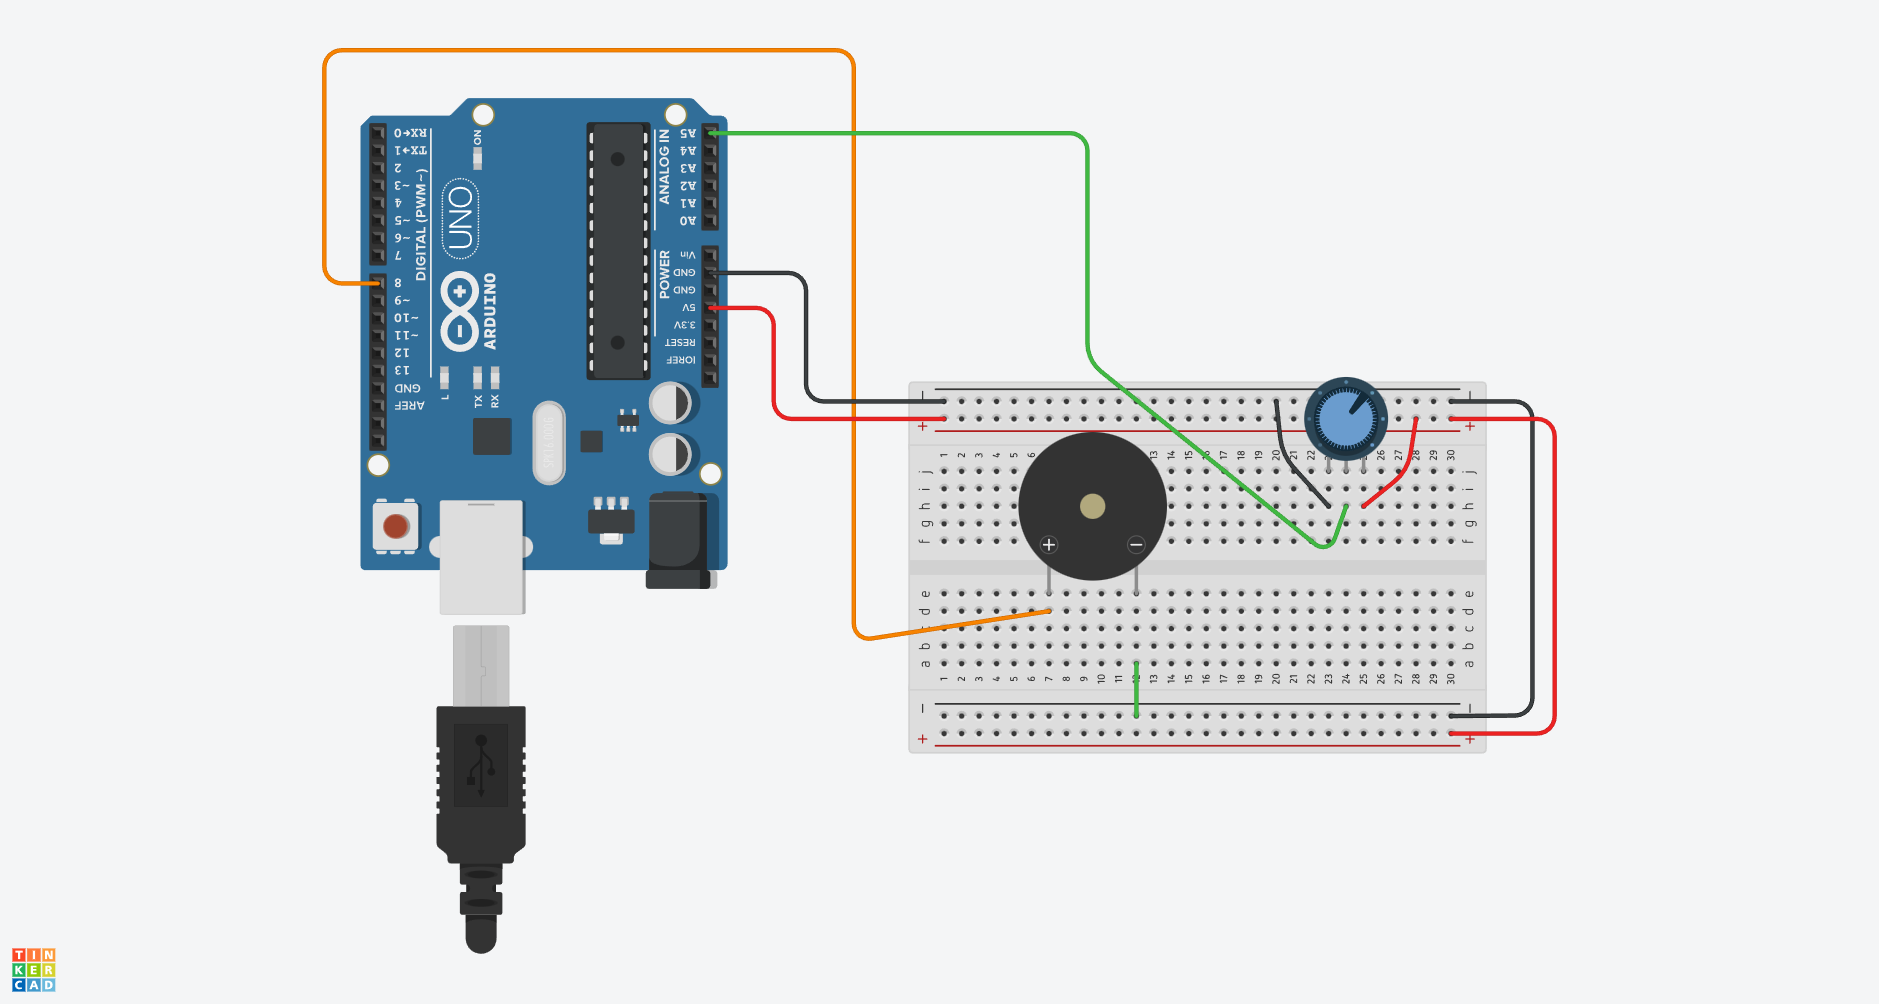 RX←0
TX→1
2
~3
4
~5
~6
7
8
~9
~10
~11
12
13
GND
AREF
DIGITAL (PWM~)
ON
UNO
ARDUINO
L
TX
RX
ANALOG IN
A5
A4
A3
A2
A1
A0
POWER
Vin
GND
GND
5V
3.3V
RESET
IOREF
− −
+ +
1 2 3 4 5 6 13 14 15 16 17 18 19 20 21 22 26 27 28 29 30
j j
i i
h h
g g
f f
+ −
e e
d d
c
b b
a a
1 2 3 4 5 6 7 8 9 10 11 13 14 15 16 17 18 19 20 21 22 23 24 25 26 27 28 29 30
− −
+ +
TIN
KER
CAD